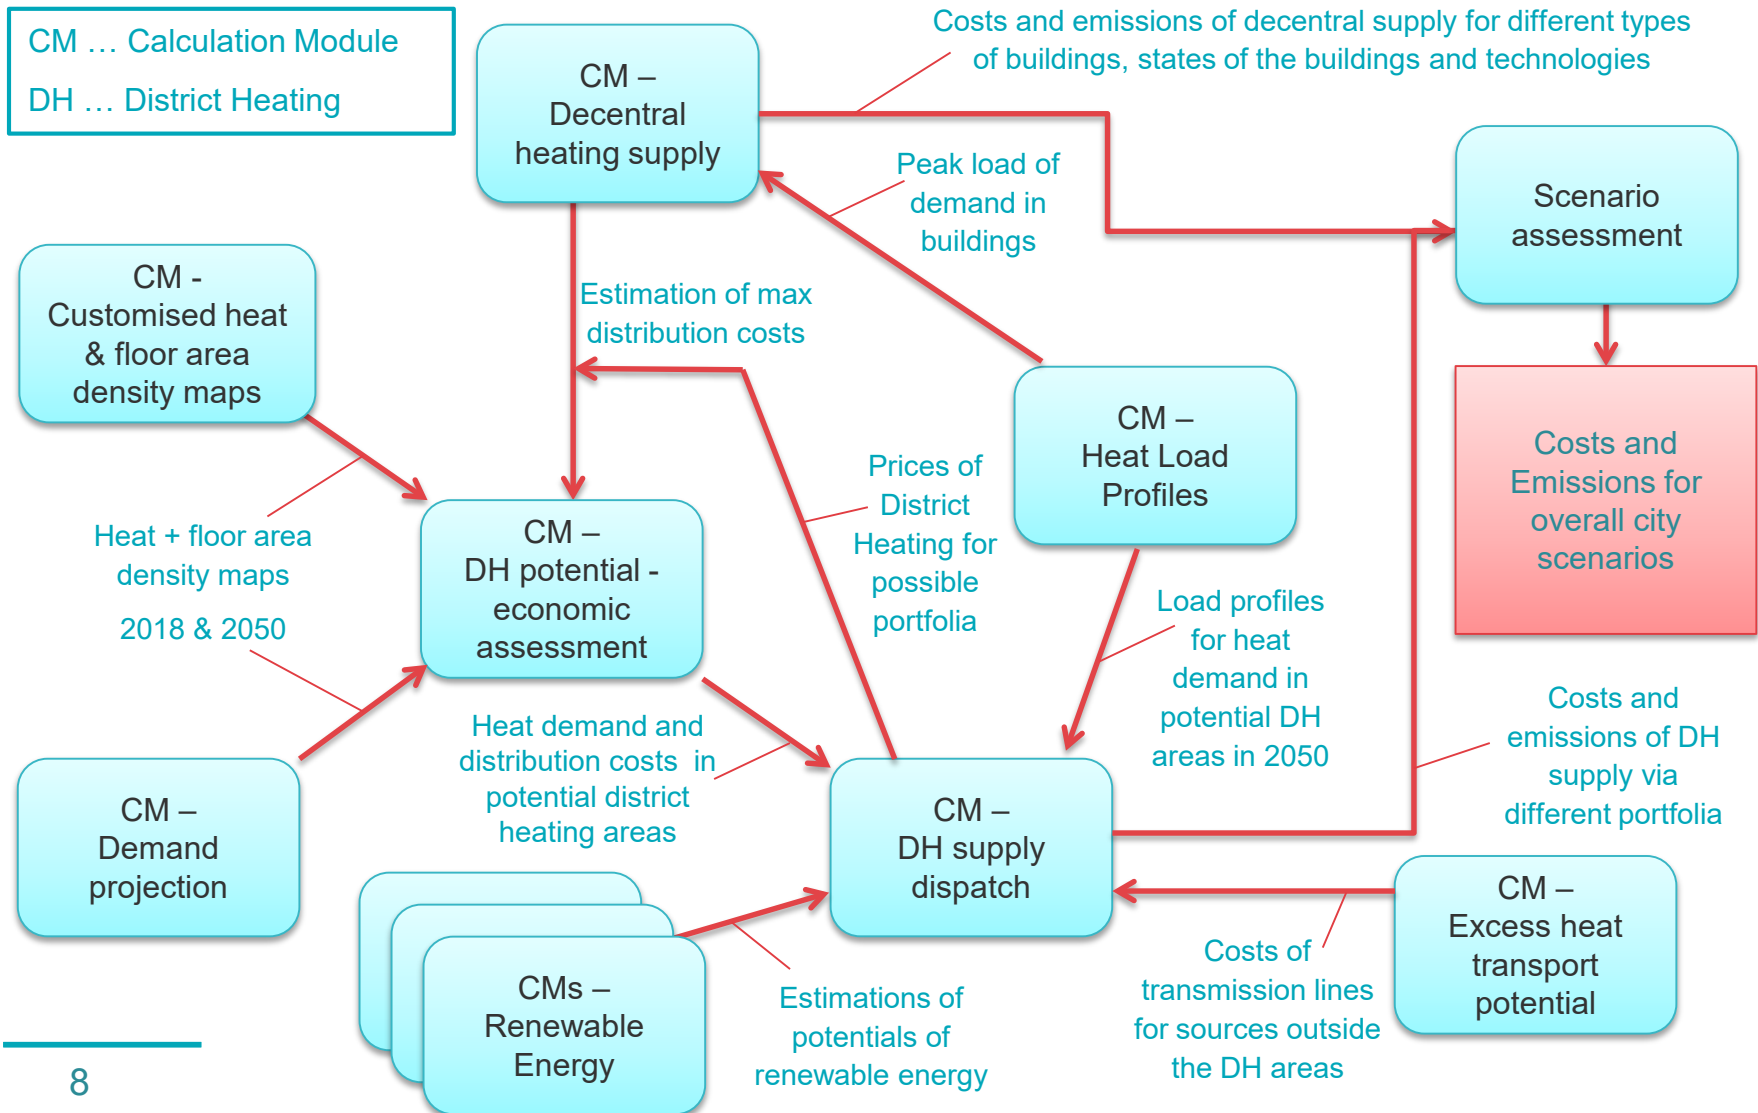 CM … Calculation Module
DH … District Heating
CM –
Decentral
heating supply
Costs and emissions of decentral supply for different types
of buildings, states of the buildings and technologies
Peak load of
demand in
buildings
Scenario
assessment
CM -
Customised heat
& floor area
density maps
Estimation of max
distribution costs
CM –
Heat Load
Profiles
Costs and
Emissions for
overall city
scenarios
Heat + floor area
density maps
2018 & 2050
CM –
DH potential -
economic
assessment
Prices of
District
Heating for
possible
portfolia
Load profiles
for heat
demand in
potential DH
areas in 2050
Costs and
emissions of DH
supply via
different portfolia
Heat demand and
distribution costs  in
potential district
heating areas
CM –
Demand
projection
CM –
DH supply
dispatch
CM –
Excess heat
transport
potential
CMs –
Renewable
Energy
Estimations of
potentials of
renewable energy
Costs of
transmission lines
for sources outside
the DH areas
8